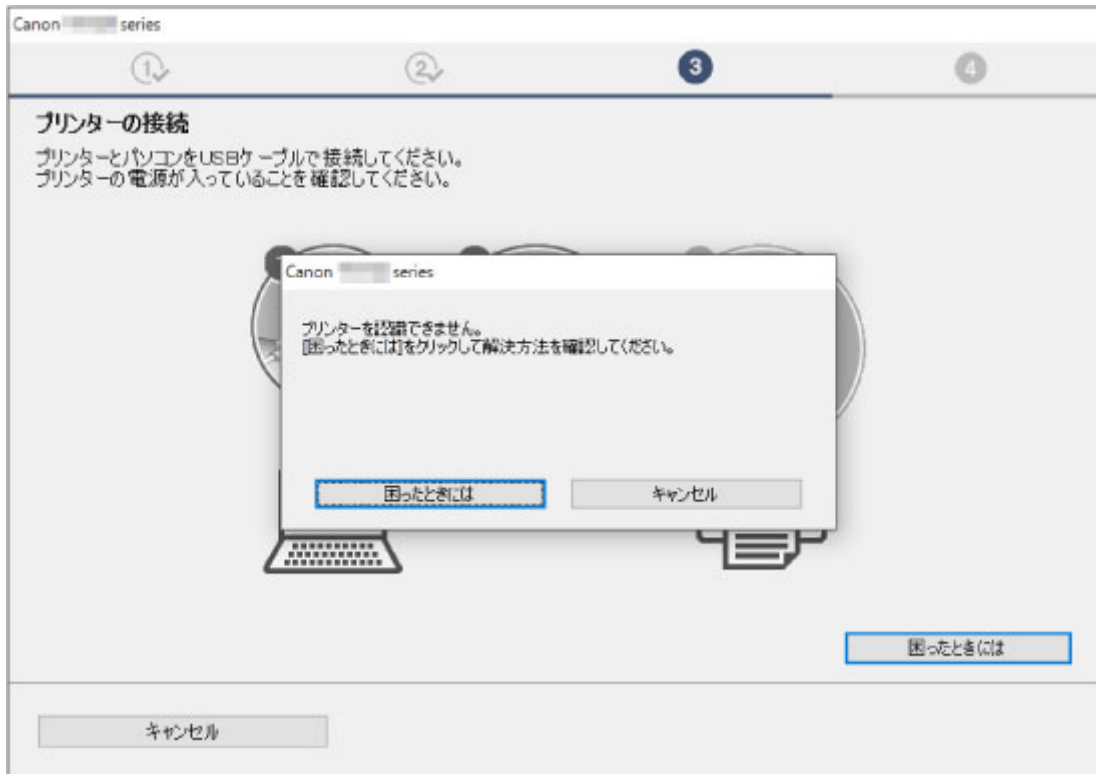 Canon series
1
2
3
4
プリンターの接続
プリンターとパソコンをUSBケーブルで接続してください。
プリンターの電源が入っていることを確認してください。
Canon series
プリンターを認識できません。
[困ったときには]をクリックして解決方法を確認してください。
困ったときには
キャンセル
困ったときには
キャンセル